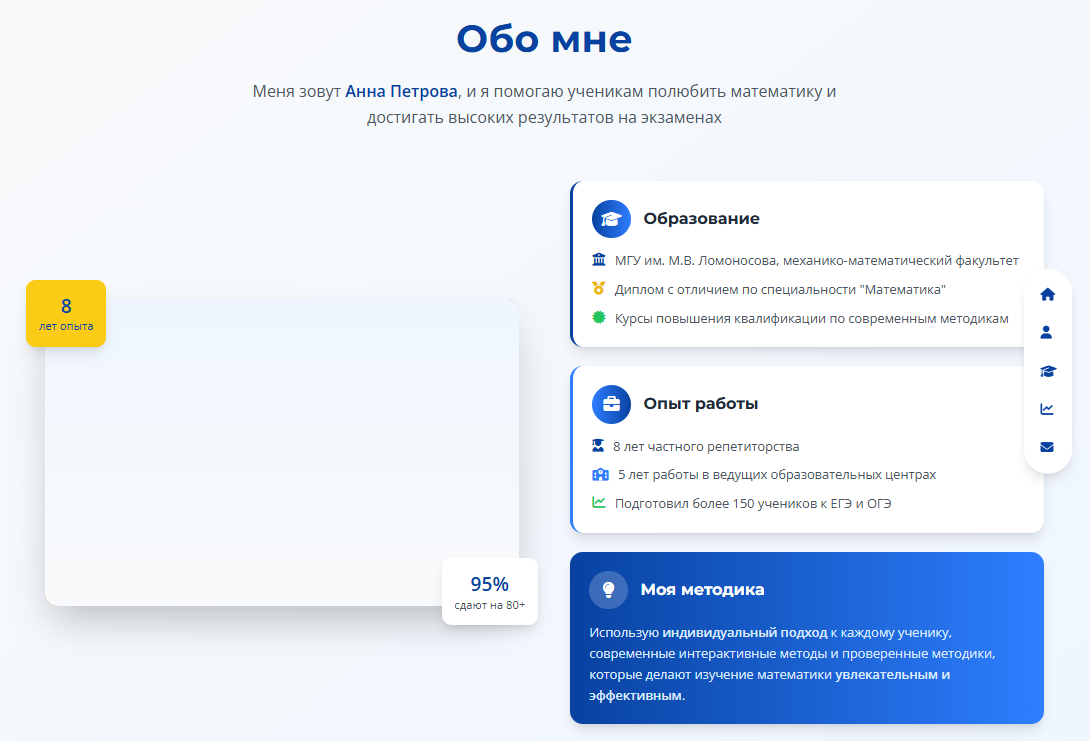 Обо мне
Меня зовут Анна Петрова, и я помогаю ученикам полюбить математику и
достигать высоких результатов на экзаменах
8
лет опыта
95%
сдают на 80+
Образование
МГУ им. М.В. Ломоносова, механико-математический факультет
Диплом с отличием по специальности "Математика"
Курсы повышения квалификации по современным методикам
Опыт работы
8 лет частного репетиторства
5 лет работы в ведущих образовательных центрах
Подготовил более 150 учеников к ЕГЭ и ОГЭ
Моя методика
Использую индивидуальный подход к каждому ученику,
современные интерактивные методы и проверенные методики,
которые делают изучение математики увлекательным и
эффективным.